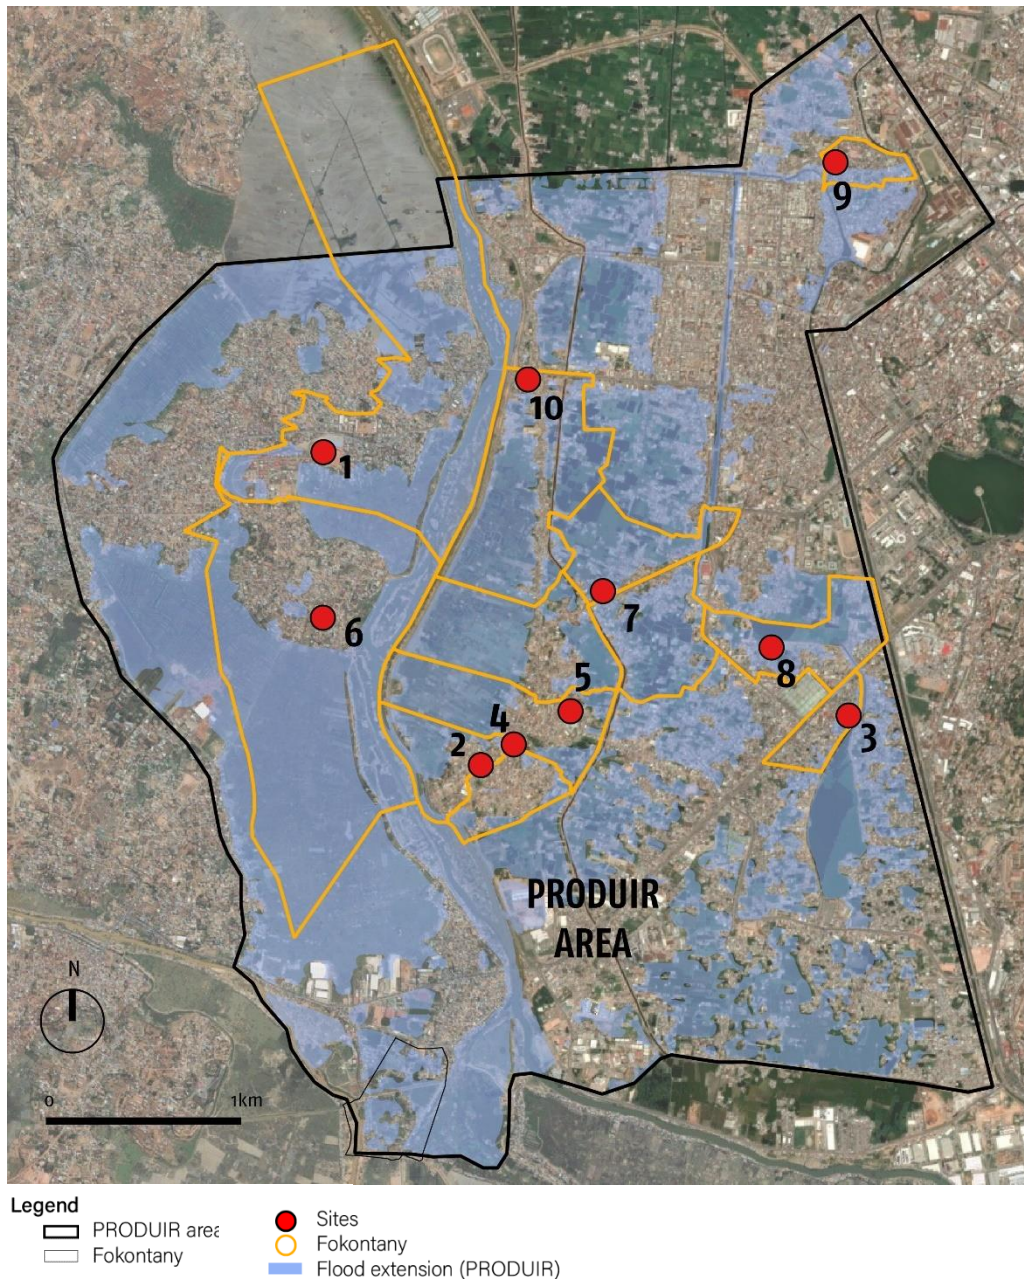 9
10
1
6
7
8
5
4
2
3
PRODUIR
AREA
N
0 1km
Legend
PRODUIR area
Fokontany
Sites
Fokontany
Flood extension (PRODUIR)